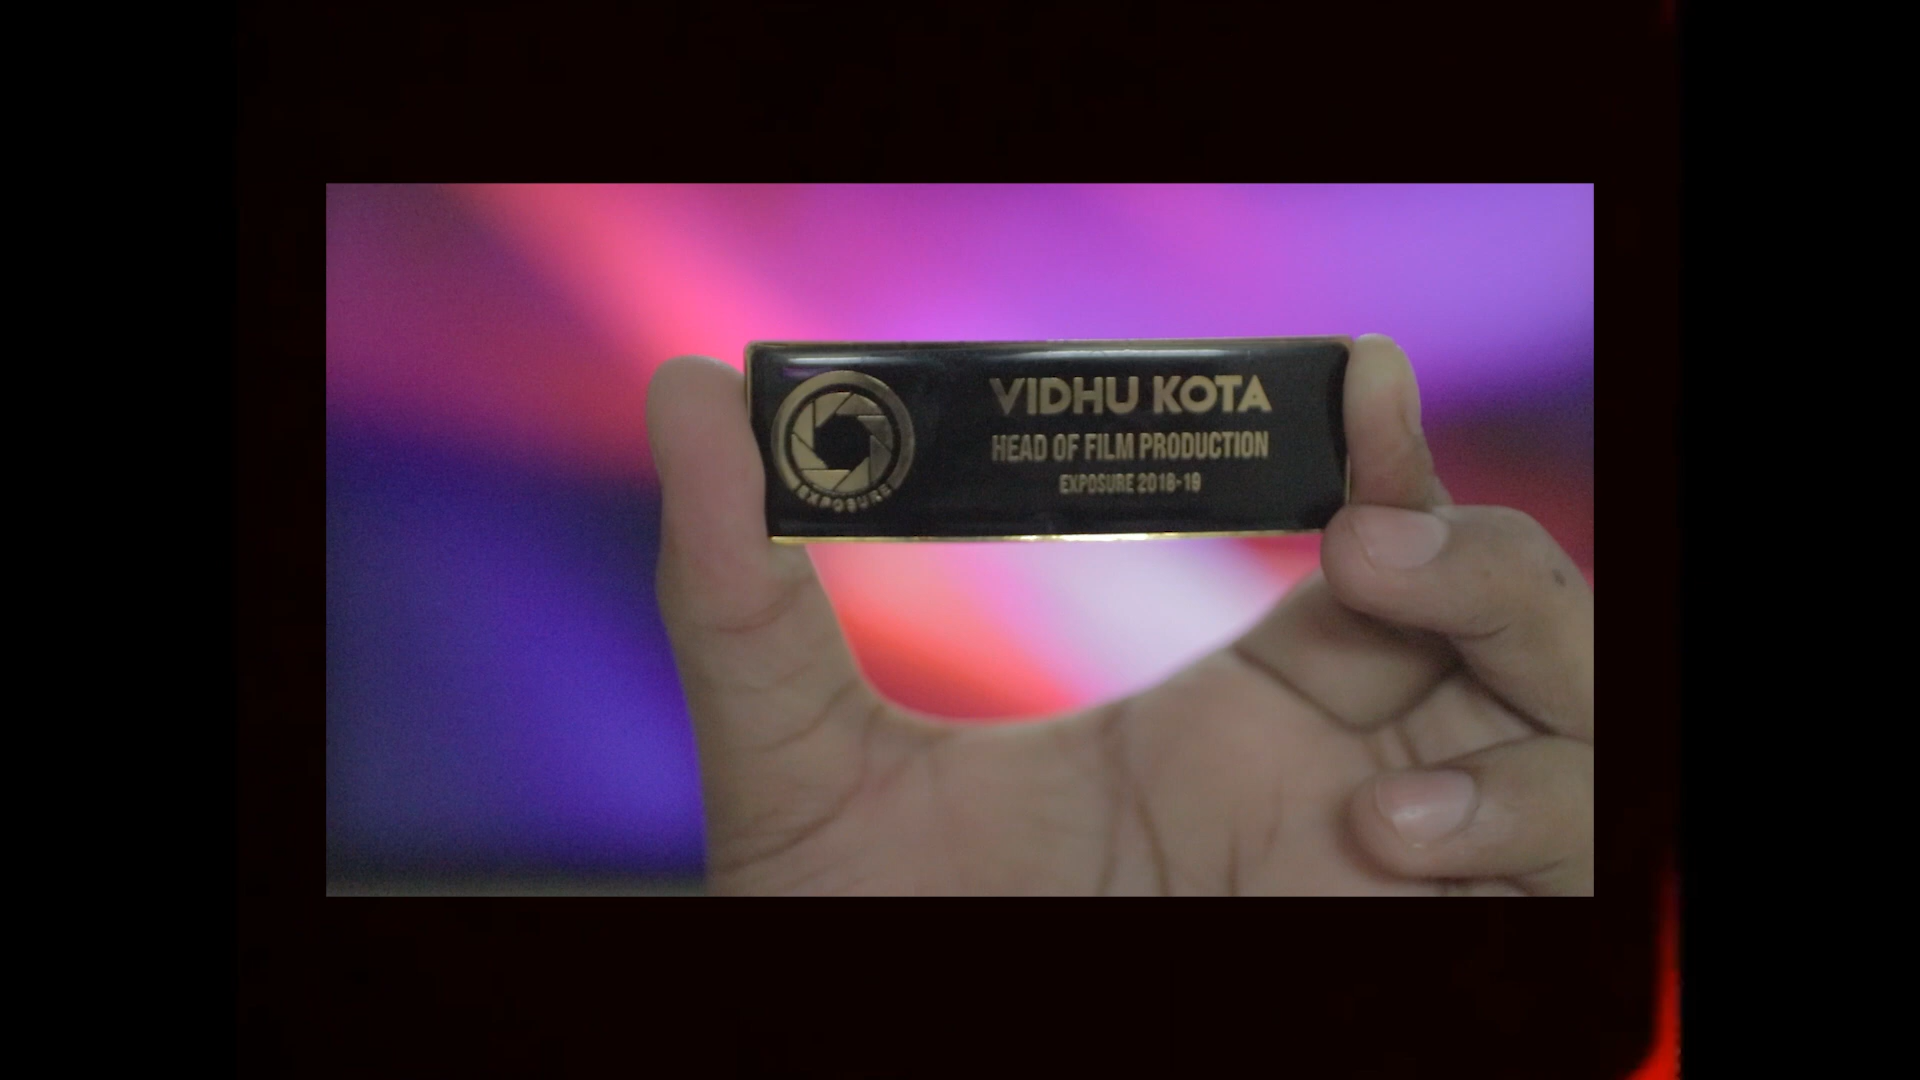 VIDHU KOTA
HEAD OF FILM PRODUCTION
EXPOSURE 2018-19
EXPOSURE